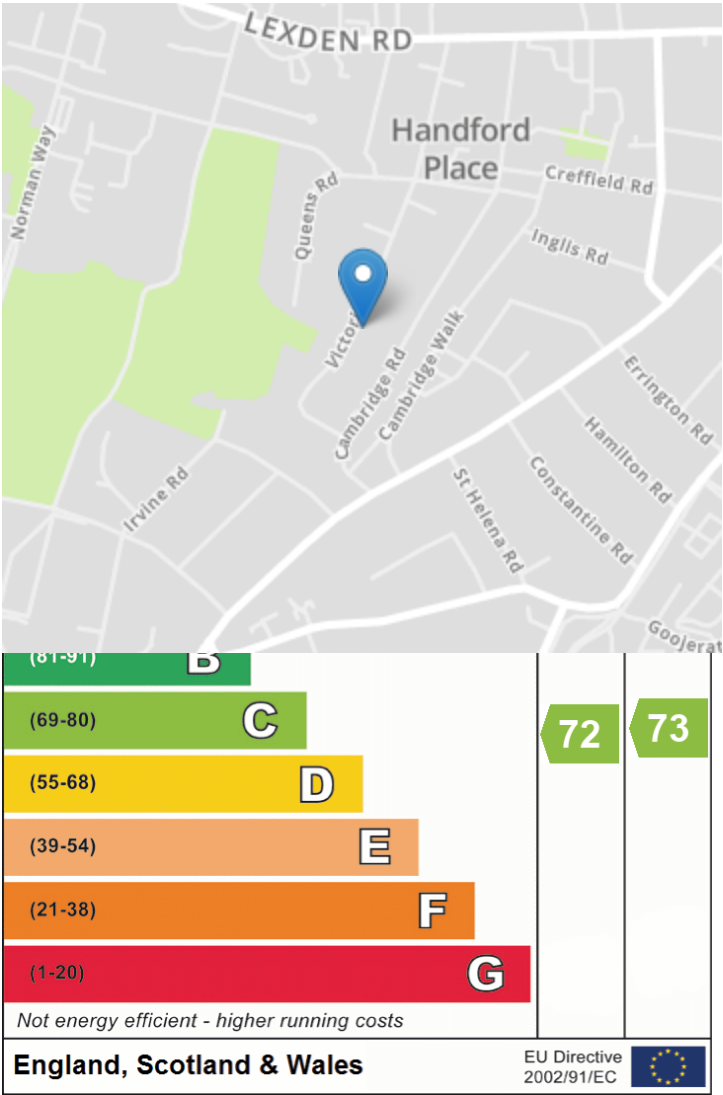 LEXDEN RD
Handford
Place
Norman Way
Queens Rd
Creffield Rd
Inglis Rd
Victori
Cambridge Rd
Cambridge Walk
Errington Rd
Hamilton Rd
Constantine Rd
St Helena Rd
Irvine Rd
Goojerat
(81-91) B
(69-80) C
72 73
(55-68) D
(39-54) E
(21-38) F
(1-20) G
Not energy efficient - higher running costs
England, Scotland & Wales
EU Directive
2002/91/EC